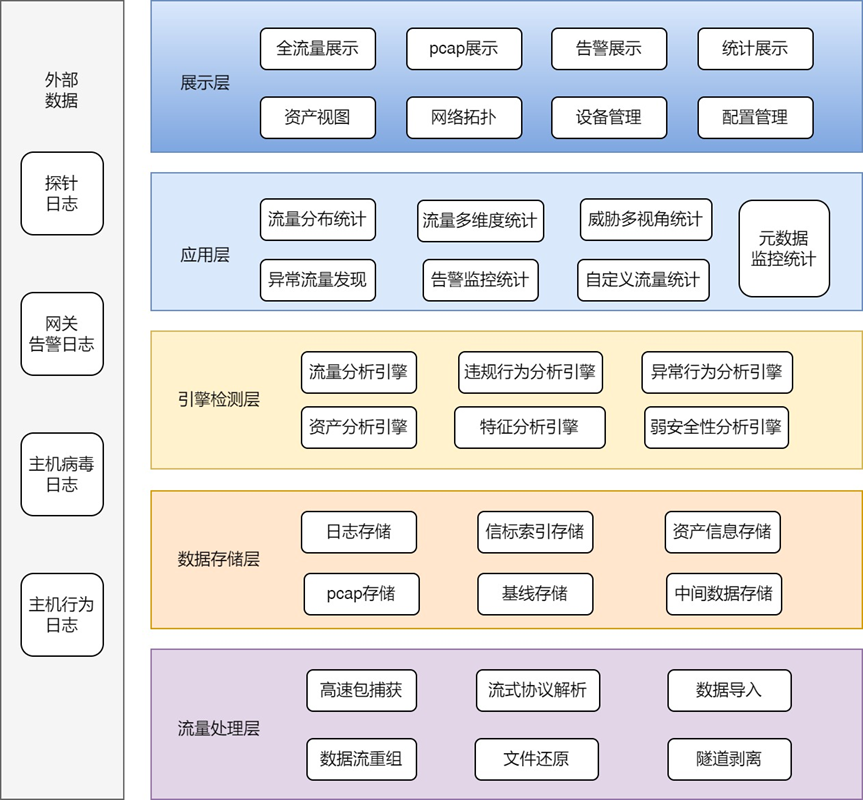 外部
数据
探针
日志
网关
告警日志
主机病毒
日志
主机行为
日志
展示层
全流量展示
pcap展示
告警展示
统计展示
资产视图
网络拓扑
设备管理
配置管理
应用层
流量分布统计
流量多维度统计
威胁多视角统计
元数据
监控统计
异常流量发现
告警监控统计
自定义流量统计
引擎检测层
流量分析引擎
违规行为分析引擎
异常行为分析引擎
资产分析引擎
特征分析引擎
弱安全性分析引擎
数据存储层
日志存储
信标索引存储
资产信息存储
pcap存储
基线存储
中间数据存储
流量处理层
高速包捕获
流式协议解析
数据导入
数据流重组
文件还原
隧道剥离